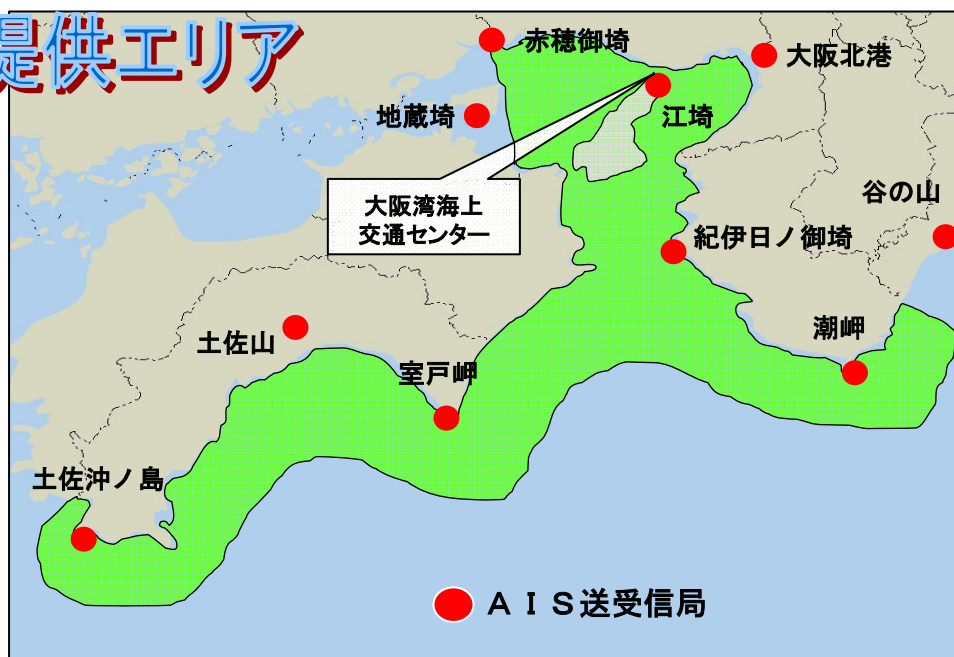 提供エリア
赤穂御埼
大阪北港
地蔵埼
江埼
大阪湾海上
交通センター
谷の山
紀伊日ノ御埼
潮岬
土佐山
室戸岬
土佐沖ノ島
ＡＩＳ送受信局